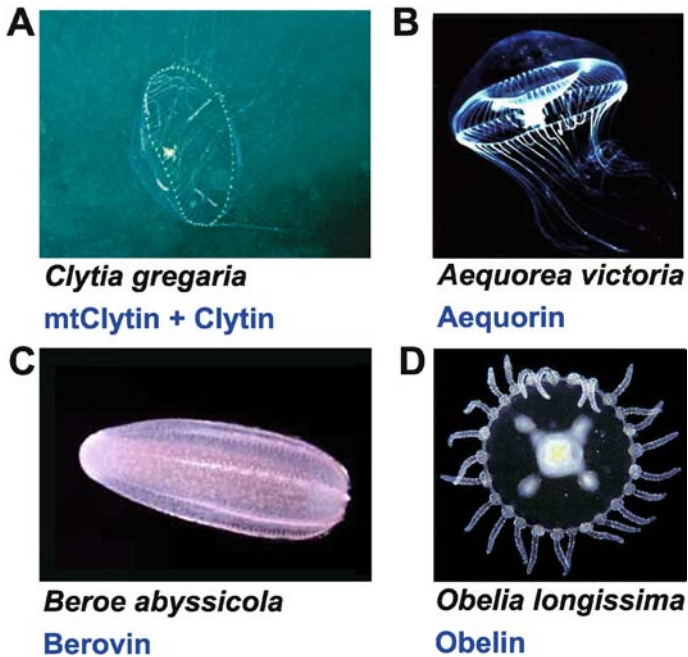 A
B
Clytia gregaria
mtClytin + Clytin
Aequorea victoria
Aequorin
C
D
Beroe abyssicola
Berovin
Obelia longissima
Obelin